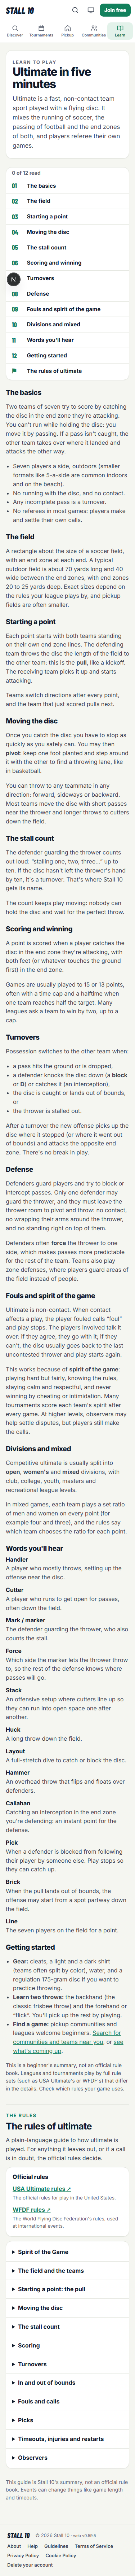 STALL 10
Join free
Discover
Tournaments
Pickup
Communities
Learn
LEARN TO PLAY
Ultimate in five
minutes
Ultimate is a fast, non-contact team
sport played with a flying disc. It
mixes the running of soccer, the
passing of football and the end zones
of both, and the players referee it
themselves.
0 of 12 read
01 The basics
02 The field
03 Starting a point
04 Moving the disc
05 The stall count
06 Scoring and winning
Turnovers
08 Defense
09 Fouls and spirit of the game
10 Divisions and mixed
11 Words you'll hear
12 Getting started
The rules of ultimate
The basics
Two teams of seven try to score by catching
the disc in the end zone they're attacking.
You can't run while holding the disc: you
move it by passing. If a pass isn't caught, the
other team takes over where it landed and
attacks the other way.
• Seven players a side, outdoors (smaller
formats like 5-a-side are common indoors
and on the beach).
• No running with the disc, and no contact.
• Any incomplete pass is a turnover.
• No referees in most games: players make
and settle their own calls.
The field
A rectangle about the size of a soccer field,
with an end zone at each end. A typical
outdoor field is about 70 yards long and 40
wide between the end zones, with end zones
20 to 25 yards deep. Exact sizes depend on
the rules your league plays by, and pickup
games are often smaller.
Starting a point
Each point starts with both teams standing
on their own end zone lines. The defending
team throws the disc the length of the field to
the other team: this is the pull, like a kickoff.
The receiving team picks it up and starts
attacking.
Teams switch directions after every point,
and the team that just scored pulls next.
Moving the disc
Once you catch the disc you have to stop as
quickly as you safely can. You may then
pivot: keep one foot planted and step around
it with the other to find a throwing lane, like
in basketball.
You can throw to any teammate in any
direction: forward, sideways or backward.
Most teams move the disc with short passes
near the thrower and longer throws to cutters
down the field.
The stall count
The defender guarding the thrower counts
out loud: “stalling one, two, three…” up to
ten. If the disc hasn't left the thrower's hand
by ten, it's a turnover. That's where Stall 10
gets its name.
The count keeps play moving: nobody can
hold the disc and wait for the perfect throw.
Scoring and winning
A point is scored when a player catches the
disc in the end zone they're attacking, with
both feet (or whatever touches the ground
first) in the end zone.
Games are usually played to 15 or 13 points,
often with a time cap and a halftime when
one team reaches the half target. Many
leagues also ask a team to win by two, up to a
cap.
Turnovers
Possession switches to the other team when:
• a pass hits the ground or is dropped,
• a defender knocks the disc down (a block
or D) or catches it (an interception),
• the disc is caught or lands out of bounds,
or
• the thrower is stalled out.
After a turnover the new offense picks up the
disc where it stopped (or where it went out
of bounds) and attacks the opposite end
zone. There's no break in play.
Defense
Defenders guard players and try to block or
intercept passes. Only one defender may
guard the thrower closely, and must give the
thrower room to pivot and throw: no contact,
no wrapping their arms around the thrower,
and no standing right on top of them.
Defenders often force the thrower to one
side, which makes passes more predictable
for the rest of the team. Teams also play
zone defenses, where players guard areas of
the field instead of people.
Fouls and spirit of the game
Ultimate is non-contact. When contact
affects a play, the player fouled calls “foul”
and play stops. The players involved talk it
over: if they agree, they go with it; if they
can't, the disc usually goes back to the last
undisputed thrower and the play runs again.
This works because of spirit of the game:
playing hard but fairly, knowing the rules,
staying calm and respectful, and never
winning by cheating or intimidation. Many
tournaments score each team's spirit after
every game. At higher levels, observers may
help settle disputes, but players still make
the calls.
Divisions and mixed
Competitive ultimate is usually split into
open, women's and mixed divisions, with
club, college, youth, masters and
recreational league levels.
In mixed games, each team plays a set ratio
of men and women on every point (for
example four and three), and the rules say
which team chooses the ratio for each point.
Words you'll hear
Handler
A player who mostly throws, setting up the
offense near the disc.
Cutter
A player who runs to get open for passes,
often down the field.
Mark / marker
The defender guarding the thrower, who also
counts the stall.
Force
Which side the marker lets the thrower throw
to, so the rest of the defense knows where
passes will go.
Stack
An offensive setup where cutters line up so
they can run into open space one after
another.
Huck
A long throw down the field.
Layout
A full-stretch dive to catch or block the disc.
Hammer
An overhead throw that flips and floats over
defenders.
Callahan
Catching an interception in the end zone
you're defending: an instant point for the
defense.
Pick
When a defender is blocked from following
their player by someone else. Play stops so
they can catch up.
Brick
When the pull lands out of bounds, the
offense may start from a spot partway down
the field.
Line
The seven players on the field for a point.
Getting started
• Gear: cleats, a light and a dark shirt
(teams often split by color), water, and a
regulation 175-gram disc if you want to
practice throwing.
• Learn two throws: the backhand (the
classic frisbee throw) and the forehand or
“flick”. You'll pick up the rest by playing.
• Find a game: pickup communities and
leagues welcome beginners. Search for
communities and teams near you, or see
what's coming up.
This is a beginner's summary, not an official rule
book. Leagues and tournaments play by full rule
sets (such as USA Ultimate's or WFDF's) that differ
in the details. Check which rules your game uses.
THE RULES
The rules of ultimate
A plain-language guide to how ultimate is
played. For anything it leaves out, or if a call
is in doubt, the official rules decide.
Official rules
USA Ultimate rules ↗
The official rules for play in the United States.
WFDF rules ↗
The World Flying Disc Federation's rules, used
at international events.
▸ Spirit of the Game
▸ The field and the teams
▸ Starting a point: the pull
▸ Moving the disc
▸ The stall count
▸ Scoring
▸ Turnovers
▸ In and out of bounds
▸ Fouls and calls
▸ Picks
▸ Timeouts, injuries and restarts
▸ Observers
This guide is Stall 10's summary, not an official rule
book. Events can change things like game length
and timeouts.
STALL 10 © 2026 Stall 10
About Help Guidelines Terms of Service
Privacy Policy Cookie Policy
Delete your account